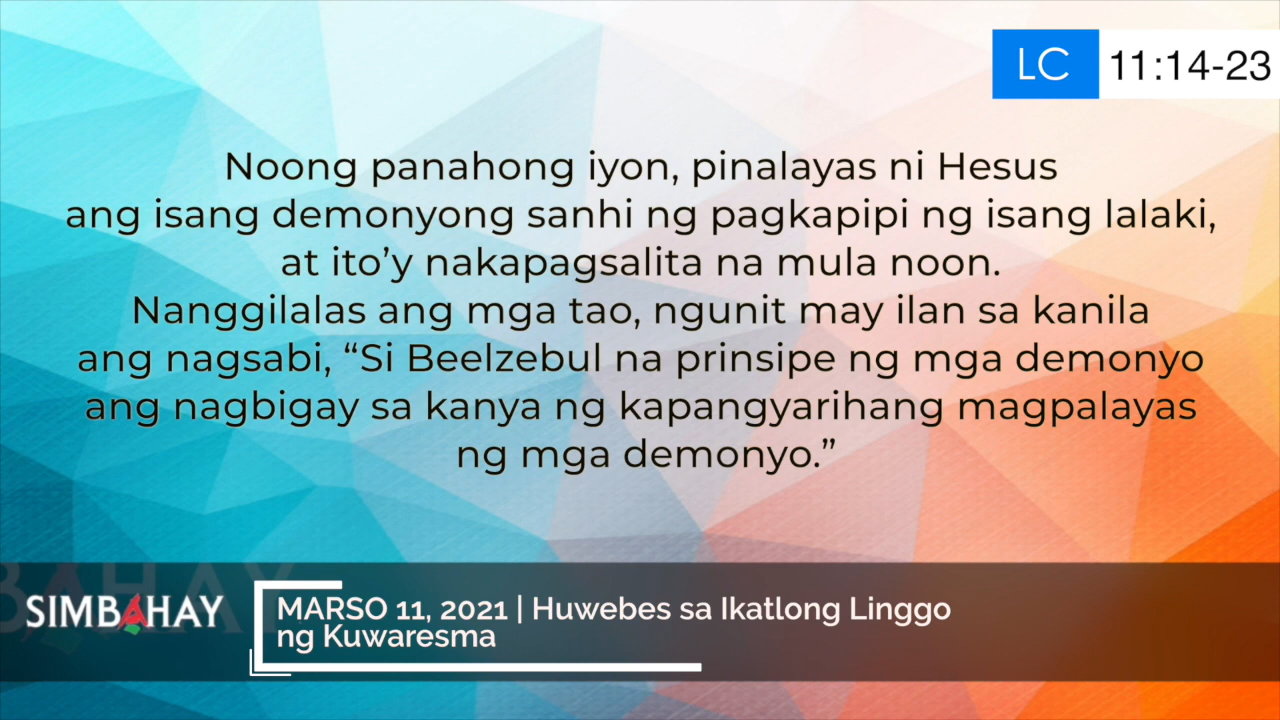 LC 11:14-23
Noong panahong iyon, pinalayas ni Hesus
ang isang demonyong sanhi ng pagkapipi ng isang lalaki,
at ito’y nakapagsalita na mula noon.
Nanggilalas ang mga tao, ngunit may ilan sa kanila
ang nagsabi, “Si Beelzebul na prinsipe ng mga demonyo
ang nagbigay sa kanya ng kapangyarihang magpalayas
ng mga demonyo.”
SIMBAHAY
MARSO 11, 2021 | Huwebes sa Ikatlong Linggo
ng Kuwaresma